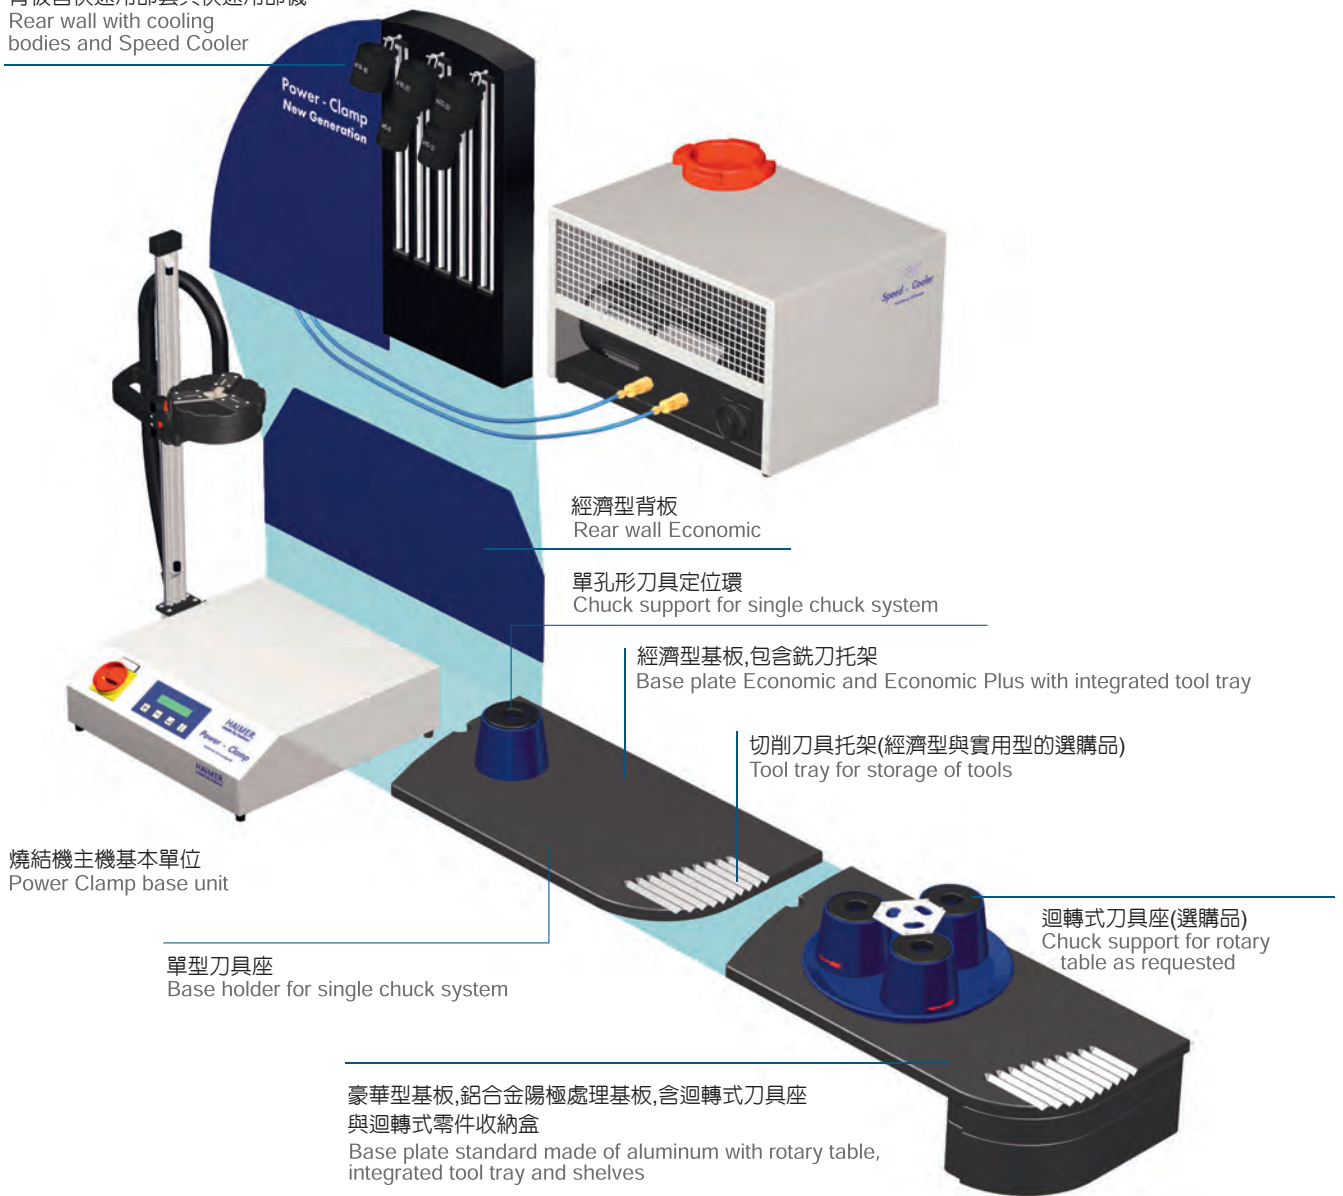 Rear wall with cooling
bodies and Speed Cooler
Power - Clamp
New Generation
Speed - Cooler
經濟型背板
Rear wall Economic
單孔形刀具定位環
Chuck support for single chuck system
經濟型基板,包含銑刀托架
Base plate Economic and Economic Plus with integrated tool tray
HAIMER
Power - Clamp
HAIMER
切削刀具托架(經濟型與實用型的選購品)
Tool tray for storage of tools
燒結機主機基本單位
Power Clamp base unit
迴轉式刀具座(選購品)
Chuck support for rotary
table as requested
單型刀具座
Base holder for single chuck system
豪華型基板,鋁合金陽極處理基板,含迴轉式刀具座
與迴轉式零件收納盒
Base plate standard made of aluminum with rotary table,
integrated tool tray and shelves